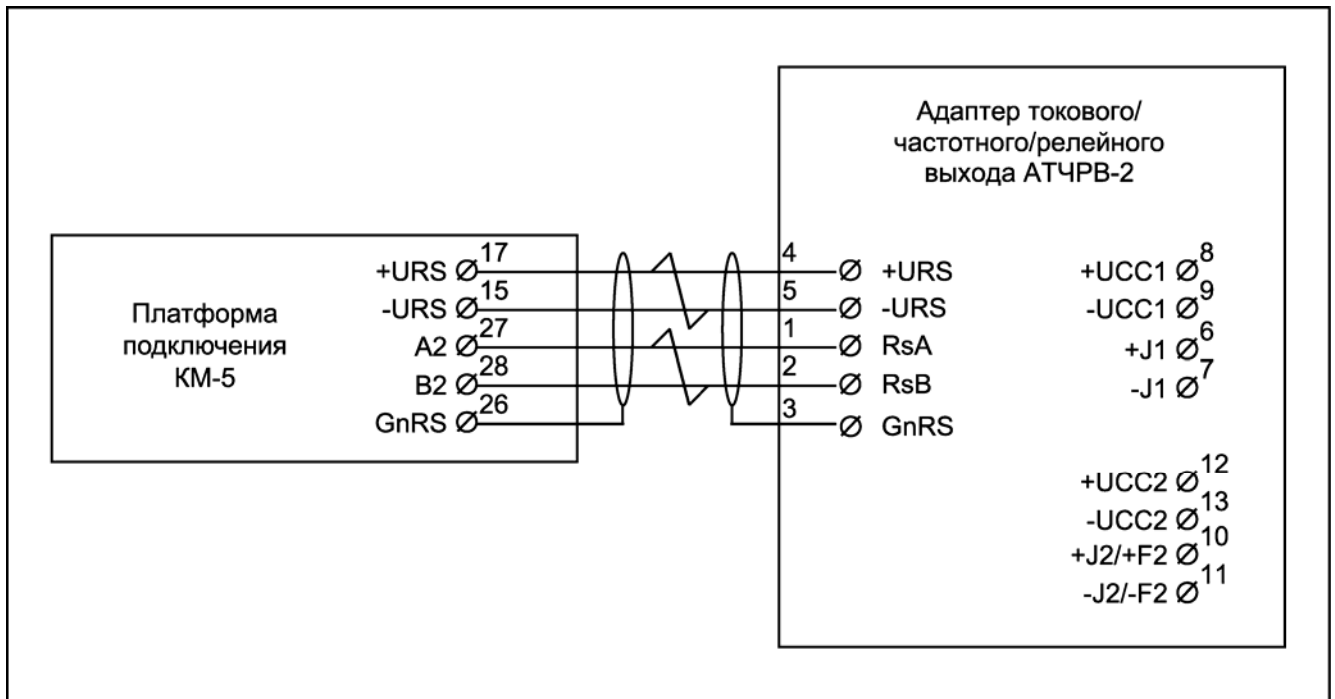 Адаптер токового/
частотного/релейного
выхода АТЧРВ-2
Платформа
подключения
КМ-5
+URS 17
-URS 15
A2 27
B2 28
GnRS 26
4 +URS
5 -URS
1 RsA
2 RsB
3 GnRS
+UCC1 8
-UCC1 9
+J1 6
-J1 7
+UCC2 12
-UCC2 13
+J2/+F2 10
-J2/-F2 11